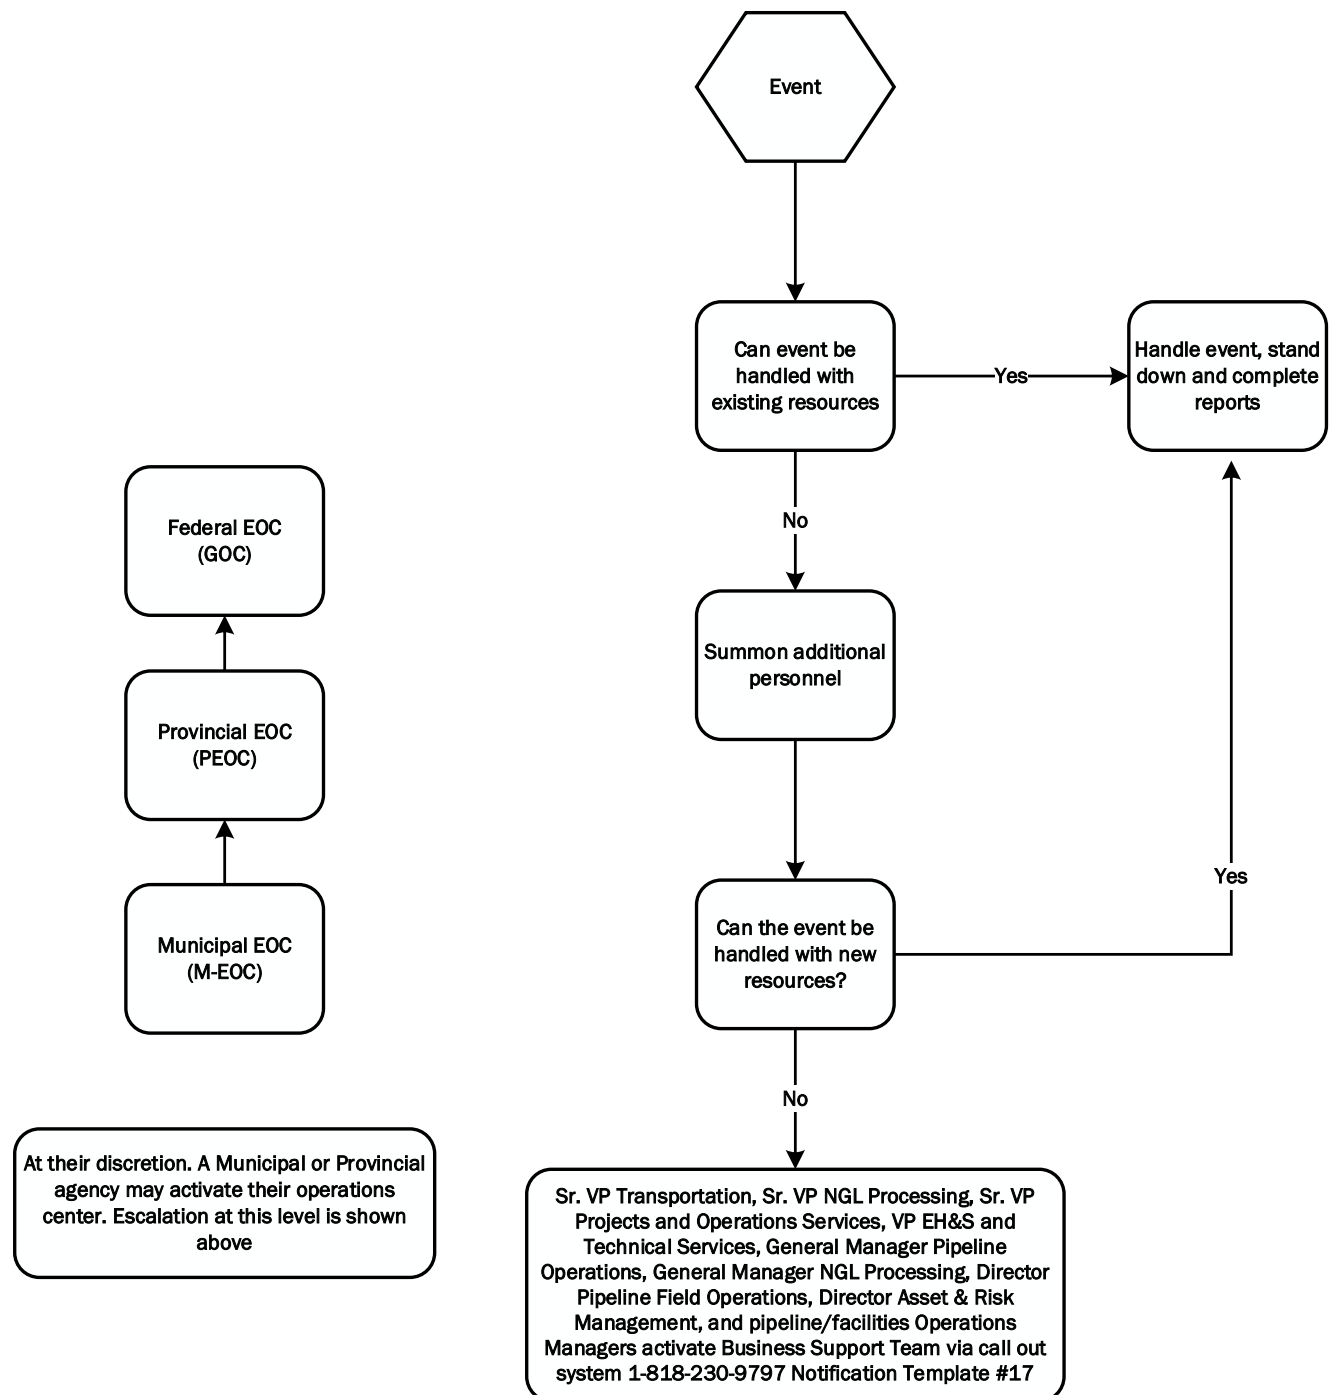 Event
Can event be
handled with
existing resources
Yes
Handle event, stand
down and complete
reports
No
Summon additional
personnel
Can the event be
handled with new
resources?
Yes
No
Sr. VP Transportation, Sr. VP NGL Processing, Sr. VP
Projects and Operations Services, VP EH&S and
Technical Services, General Manager Pipeline
Operations, General Manager NGL Processing, Director
Pipeline Field Operations, Director Asset & Risk
Management, and pipeline/facilities Operations
Managers activate Business Support Team via call out
system 1-818-230-9797 Notification Template #17
Federal EOC
(GOC)
Provincial EOC
(PEOC)
Municipal EOC
(M-EOC)
At their discretion. A Municipal or Provincial
agency may activate their operations
center. Escalation at this level is shown
above